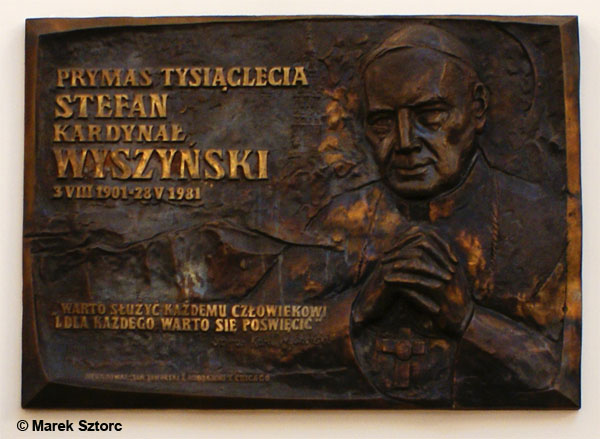 PRYMAS TYSIĄCLECIA
STEFAN
KARDYNAŁ
WYSZYŃSKI
3 VIII 1901-28 V 1981
„WARTO SŁUŻYĆ KAŻDEMU CZŁOWIEKOWI
I DLA KAŻDEGO WARTO SIĘ POŚWIĘCIĆ”
© Marek Sztorc